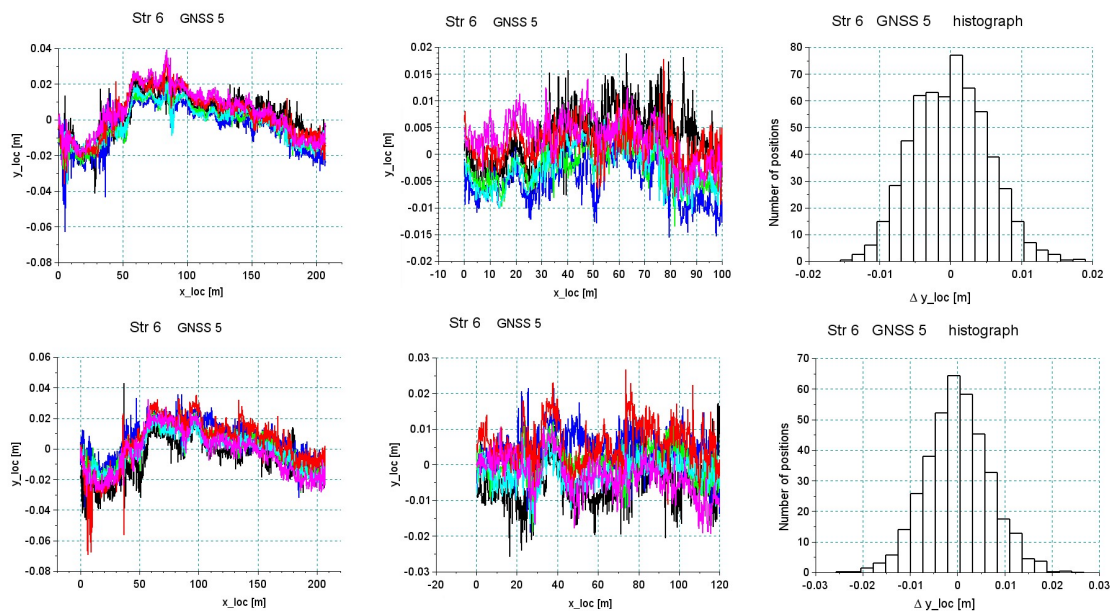 Str 6 GNSS 5
y_loc [m]
0.04
0.02
0
-0.02
-0.04
-0.06
-0.08
0 50 100 150 200
x_loc [m]
Str 6 GNSS 5
y_loc [m]
0.02
0.015
0.01
0.005
0
-0.005
-0.01
-0.015
-0.02
-10 0 10 20 30 40 50 60 70 80 90 100
x_loc [m]
Str 6 GNSS 5 histograph
Number of positions
80
70
60
50
40
30
20
10
0
-0.02 -0.01 0 0.01 0.02
Δ y_loc [m]
Str 6 GNSS 5
y_loc [m]
0.06
0.04
0.02
0
-0.02
-0.04
-0.06
-0.08
0 50 100 150 200
x_loc [m]
Str 6 GNSS 5
y_loc [m]
0.03
0.02
0.01
0
-0.01
-0.02
-0.03
-20 0 20 40 60 80 100 120
x_loc [m]
Str 6 GNSS 5 histograph
Number of positions
70
60
50
40
30
20
10
0
-0.03 -0.02 -0.01 0 0.01 0.02 0.03
Δ y_loc [m]